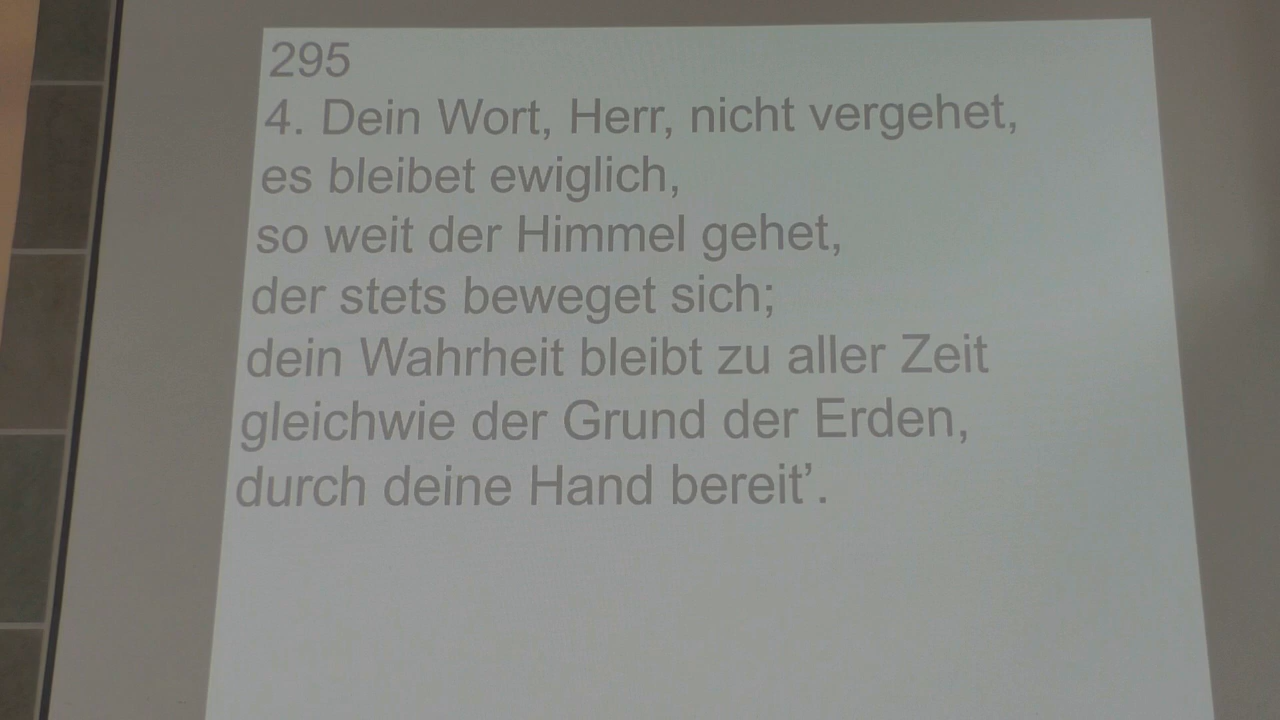 295
4. Dein Wort, Herr, nicht vergehet,
es bleibet ewiglich,
so weit der Himmel gehet,
der stets beweget sich;
dein Wahrheit bleibt zu aller Zeit
gleichwie der Grund der Erden,
durch deine Hand bereit’.